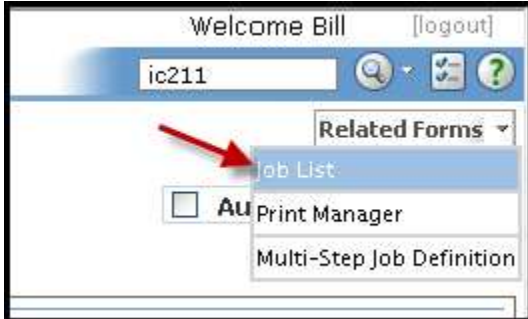 Welcome Bill [logout]
ic211
Related Forms
Job List
Au
Print Manager
Multi-Step Job Definition